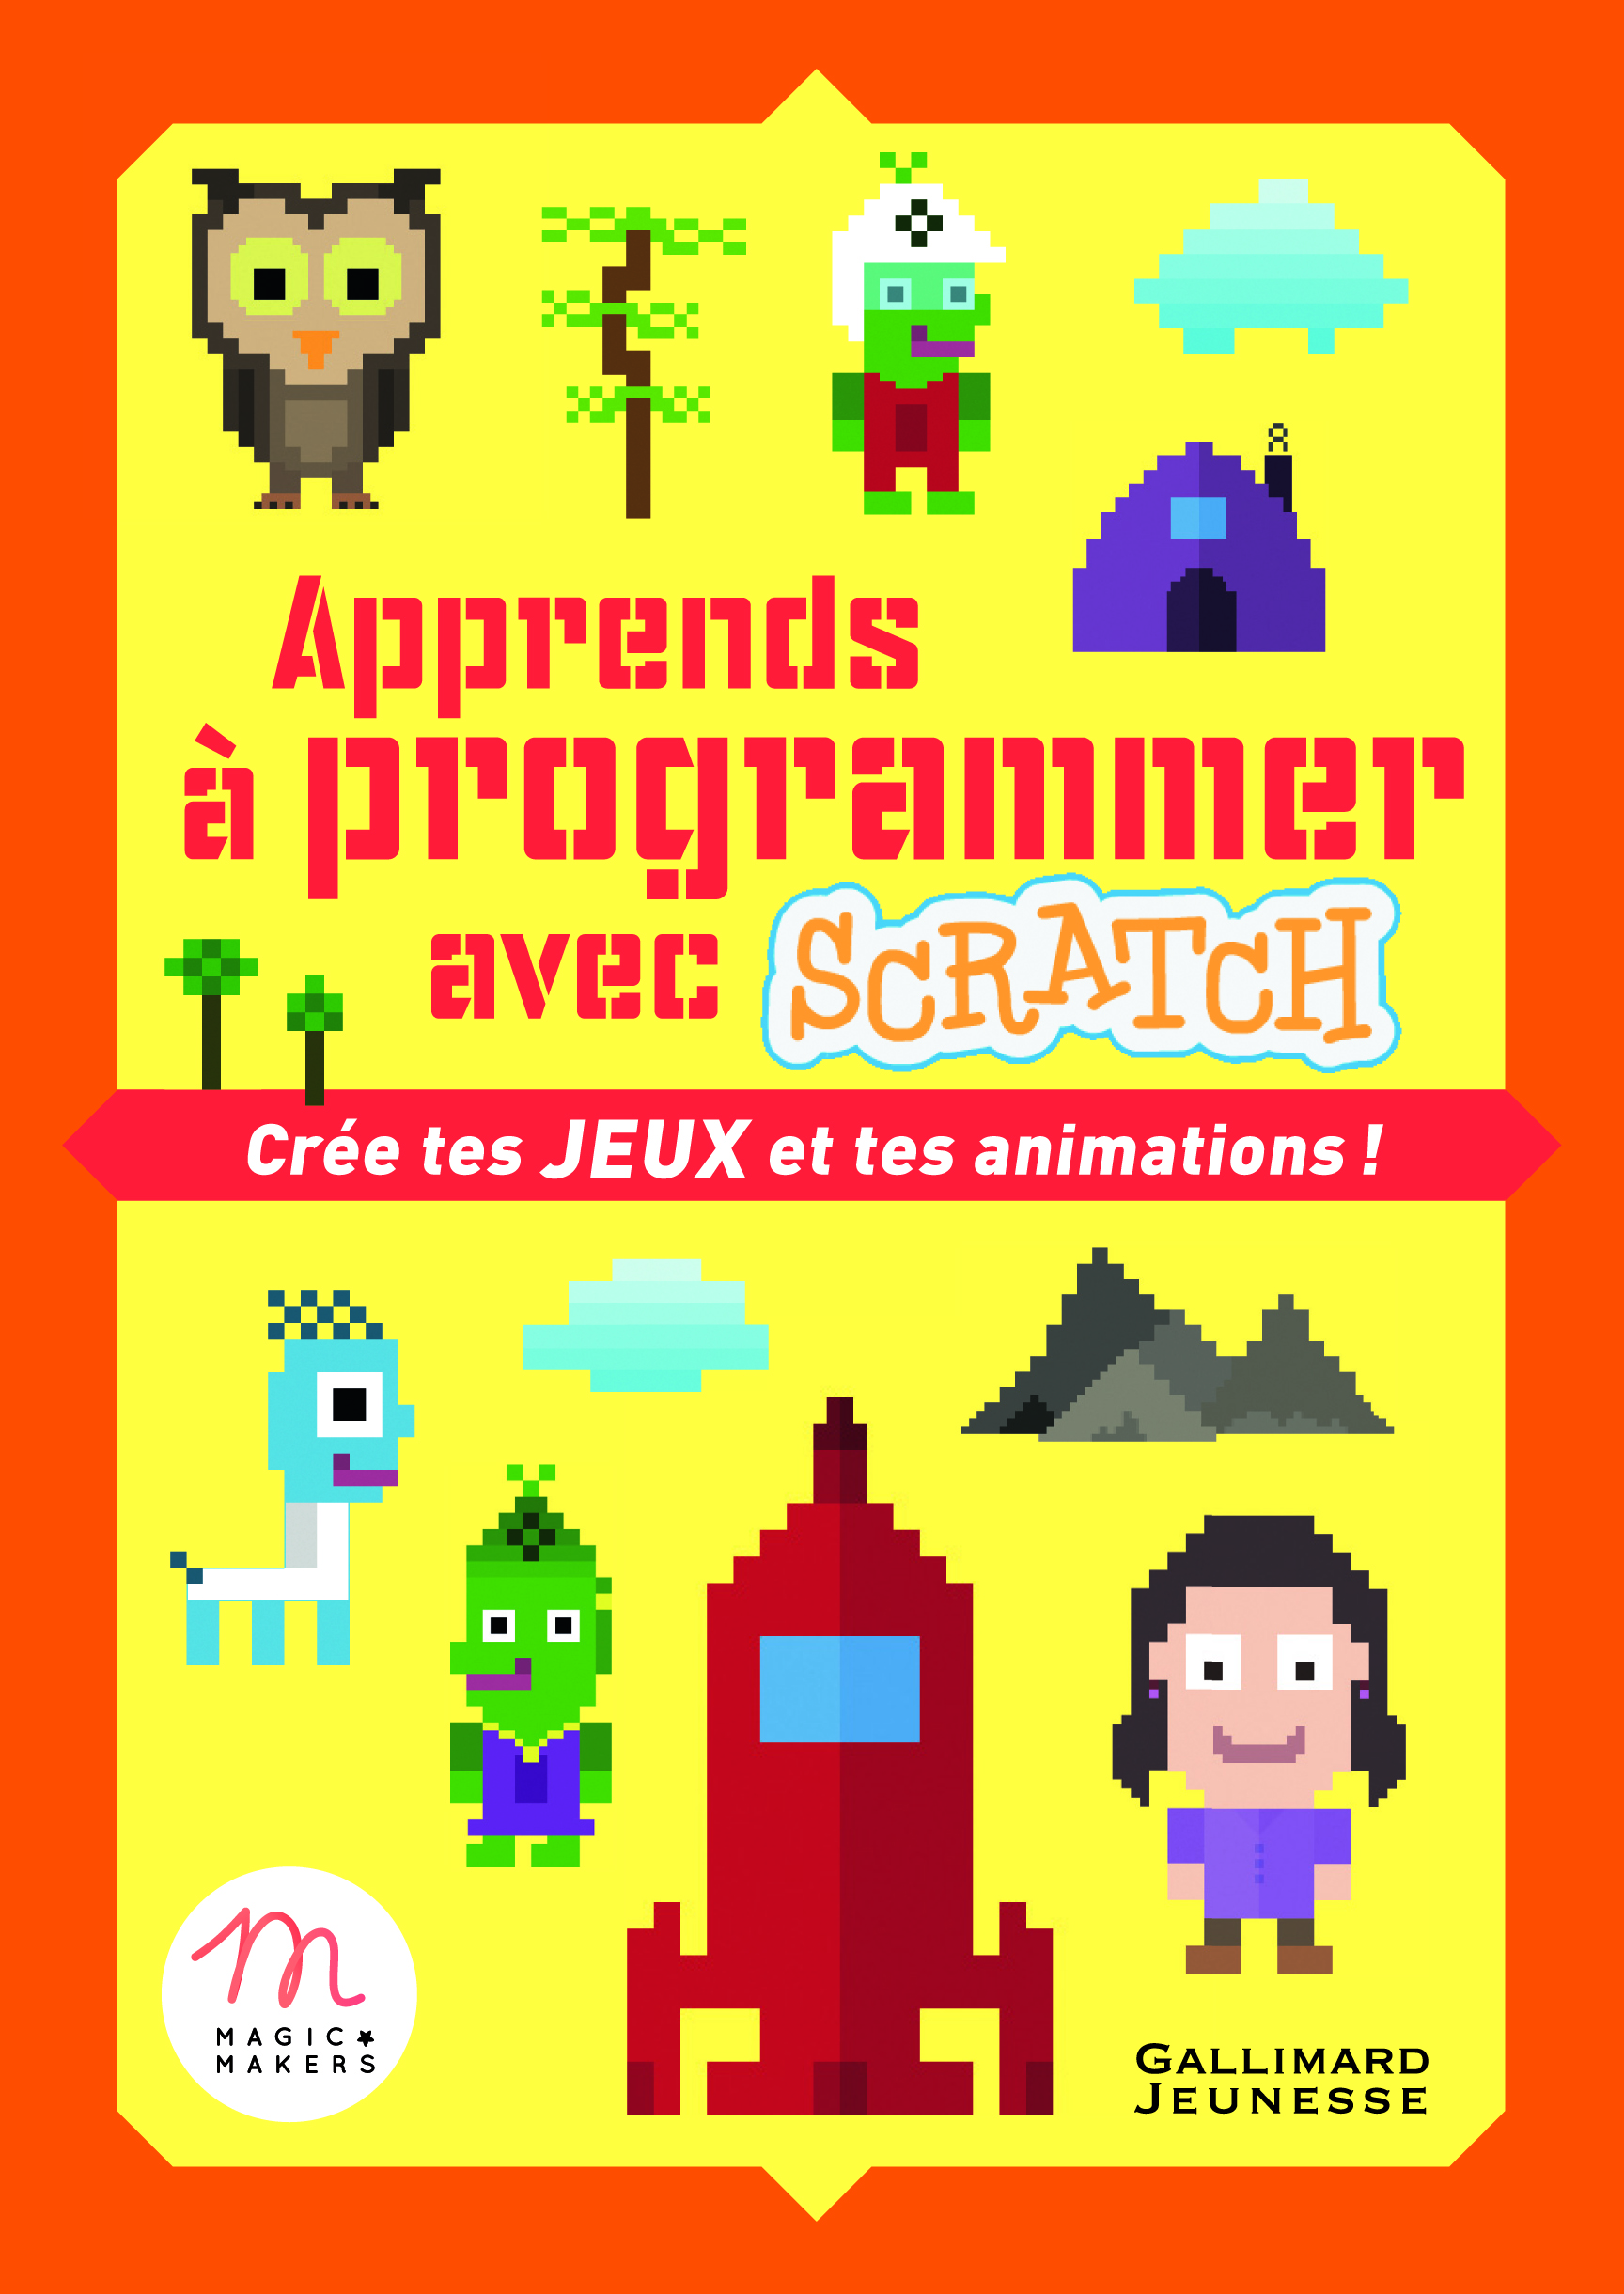 Apprends
à programmer
avec SCRATCH
Crée tes JEUX et tes animations !
m
MAGIC
MAKERS
GALLIMARD
JEUNESSE